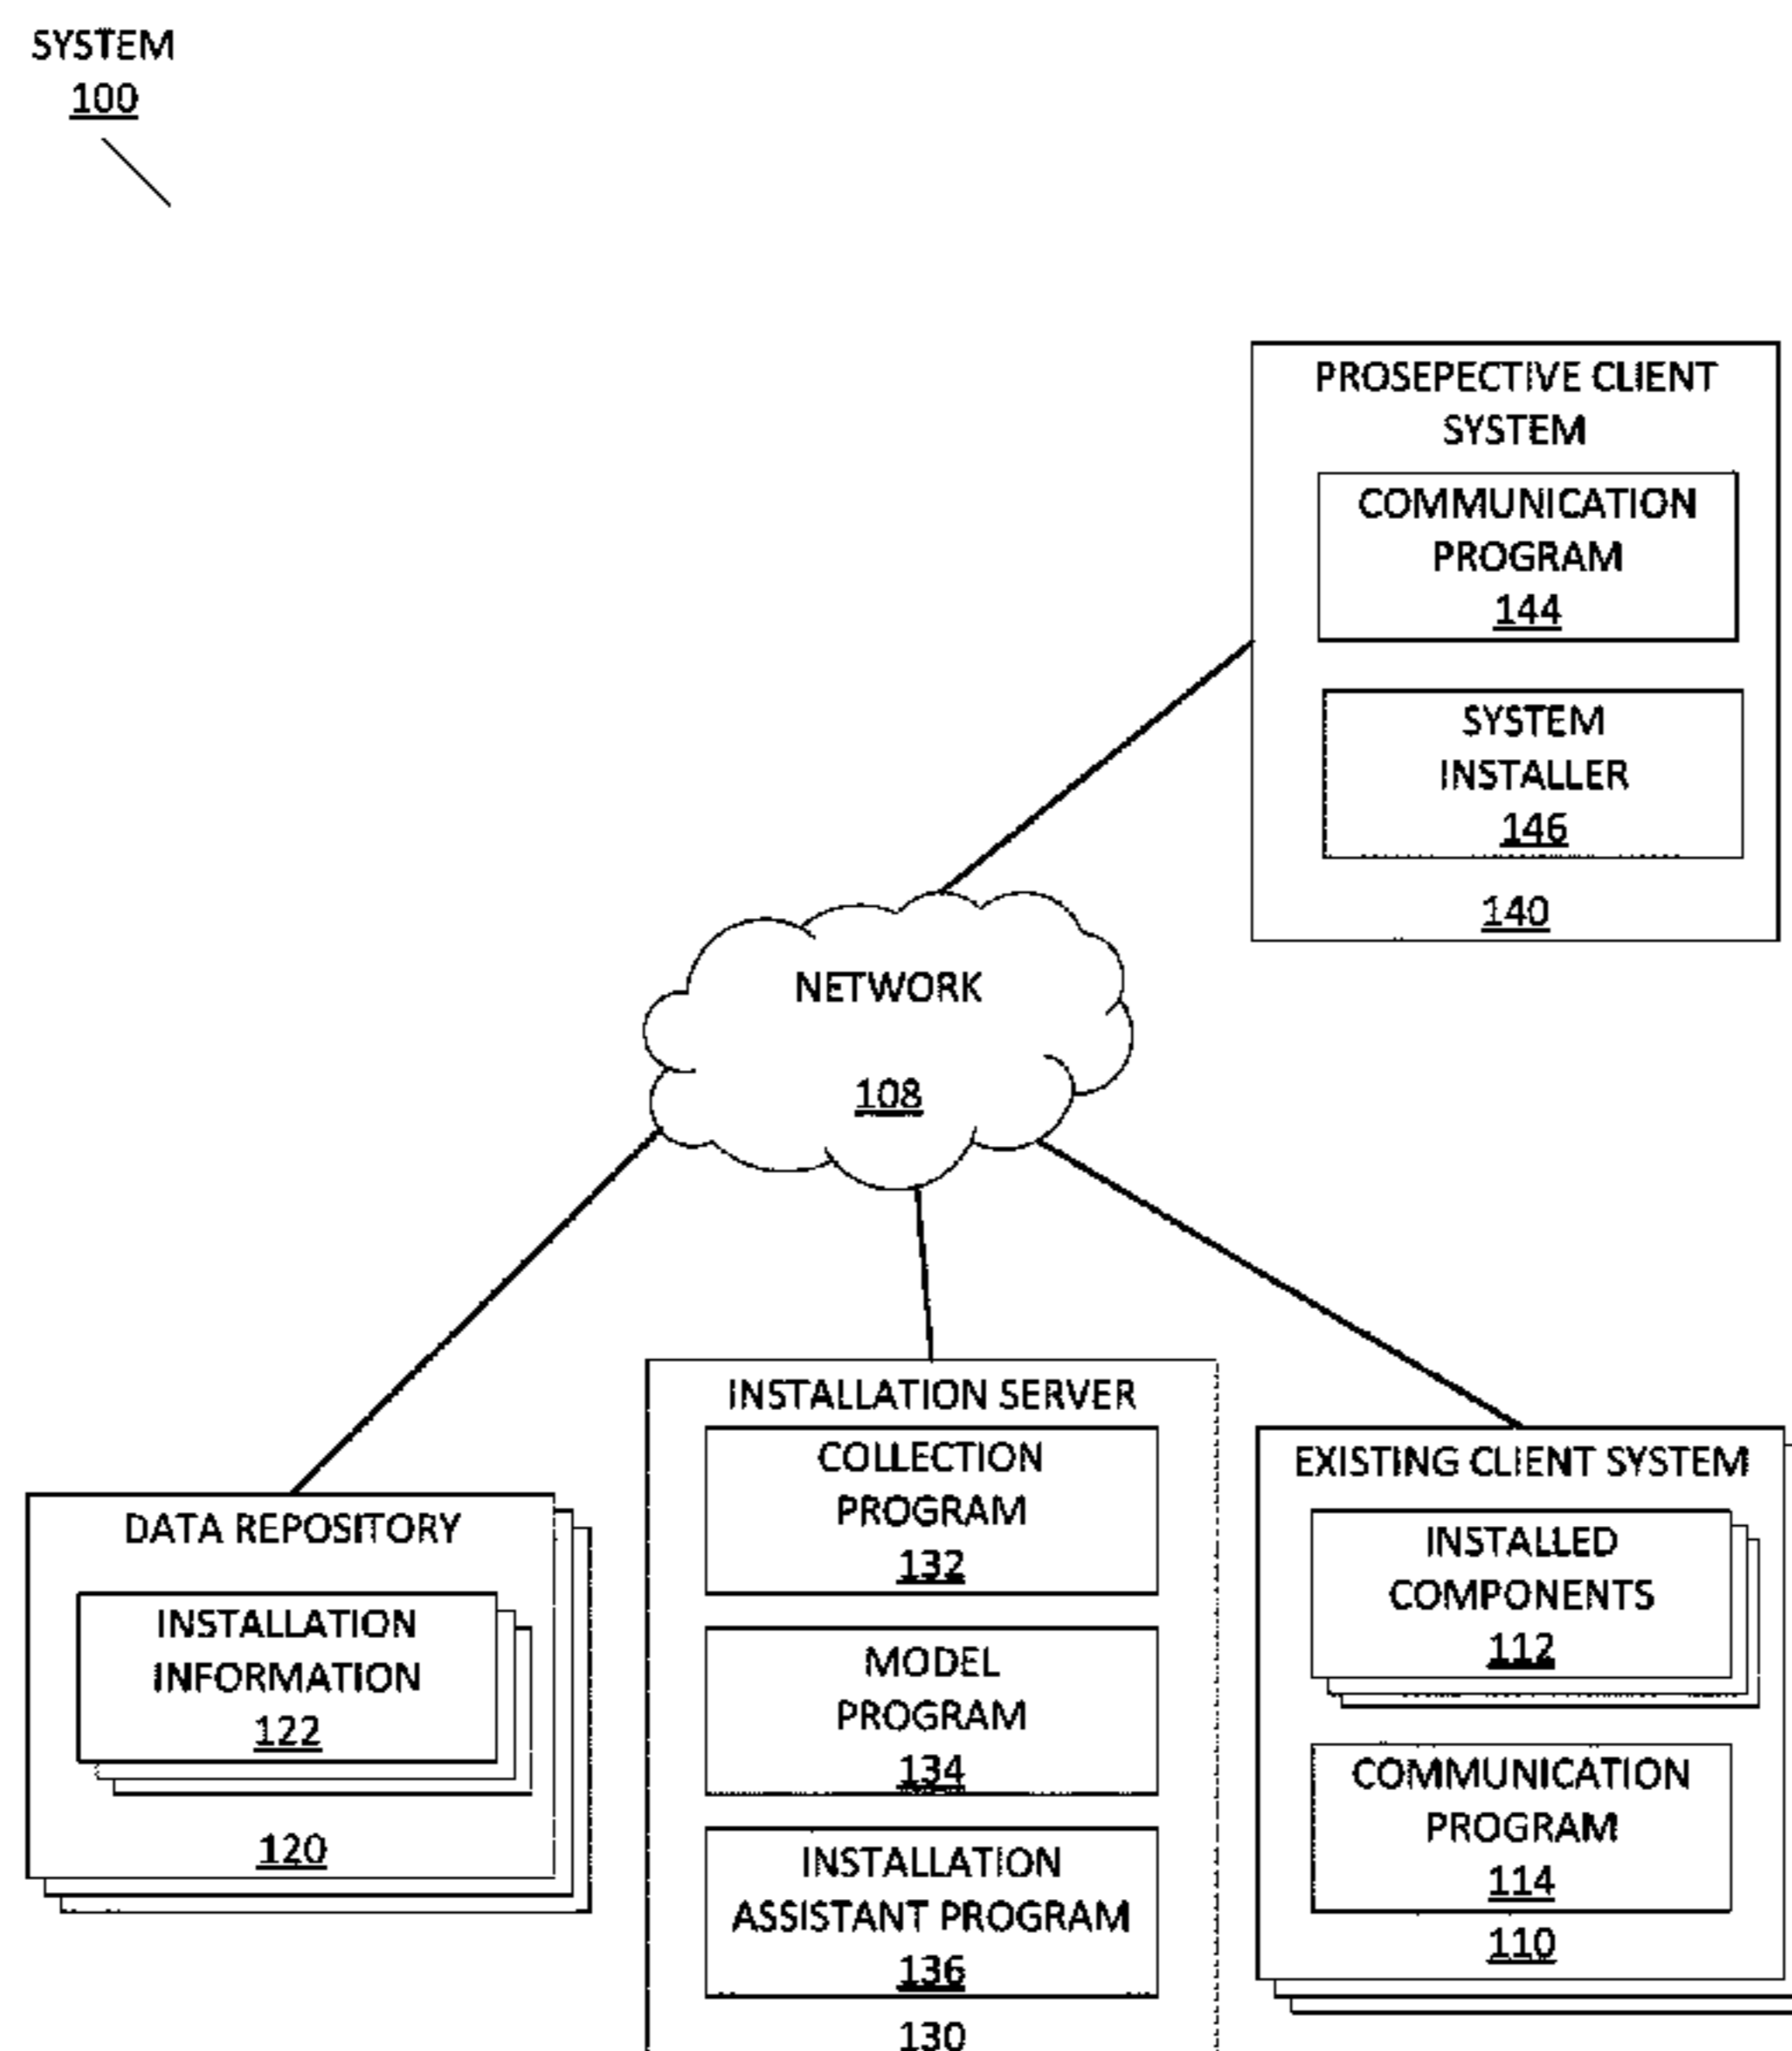 SYSTEM
100
PROSEPECTIVE CLIENT
SYSTEM
COMMUNICATION
PROGRAM
144
SYSTEM
INSTALLER
146
140
NETWORK
108
DATA REPOSITORY
INSTALLATION
INFORMATION
122
120
INSTALLATION SERVER
COLLECTION
PROGRAM
132
MODEL
PROGRAM
134
INSTALLATION
ASSISTANT PROGRAM
136
130
EXISTING CLIENT SYSTEM
INSTALLED
COMPONENTS
112
COMMUNICATION
PROGRAM
114
110